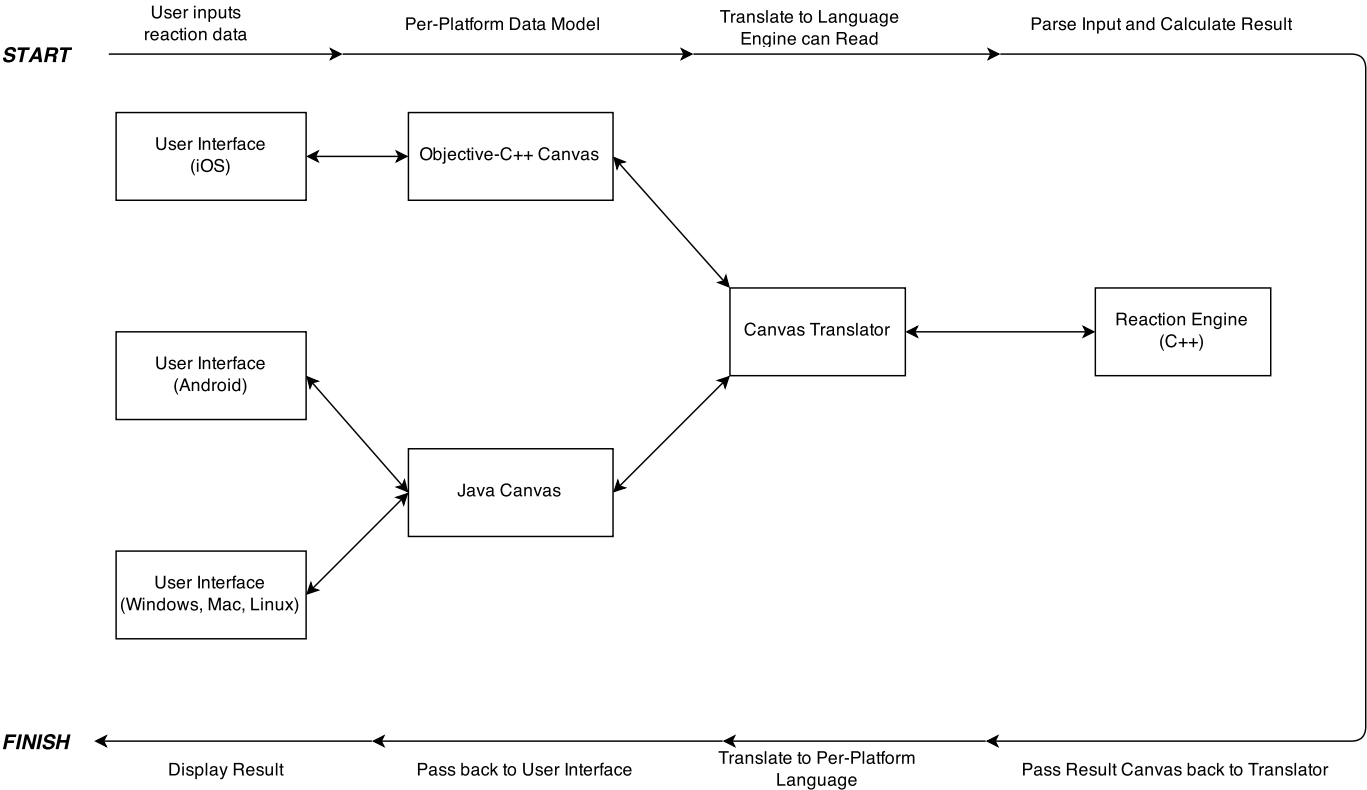 User inputs
reaction data
Per-Platform Data Model
Translate to Language
Engine can Read
Parse Input and Calculate Result
START
User Interface
(iOS)
Objective-C++ Canvas
Canvas Translator
Reaction Engine
(C++)
User Interface
(Android)
Java Canvas
User Interface
(Windows, Mac, Linux)
FINISH
Display Result
Pass back to User Interface
Translate to Per-Platform
Language
Pass Result Canvas back to Translator